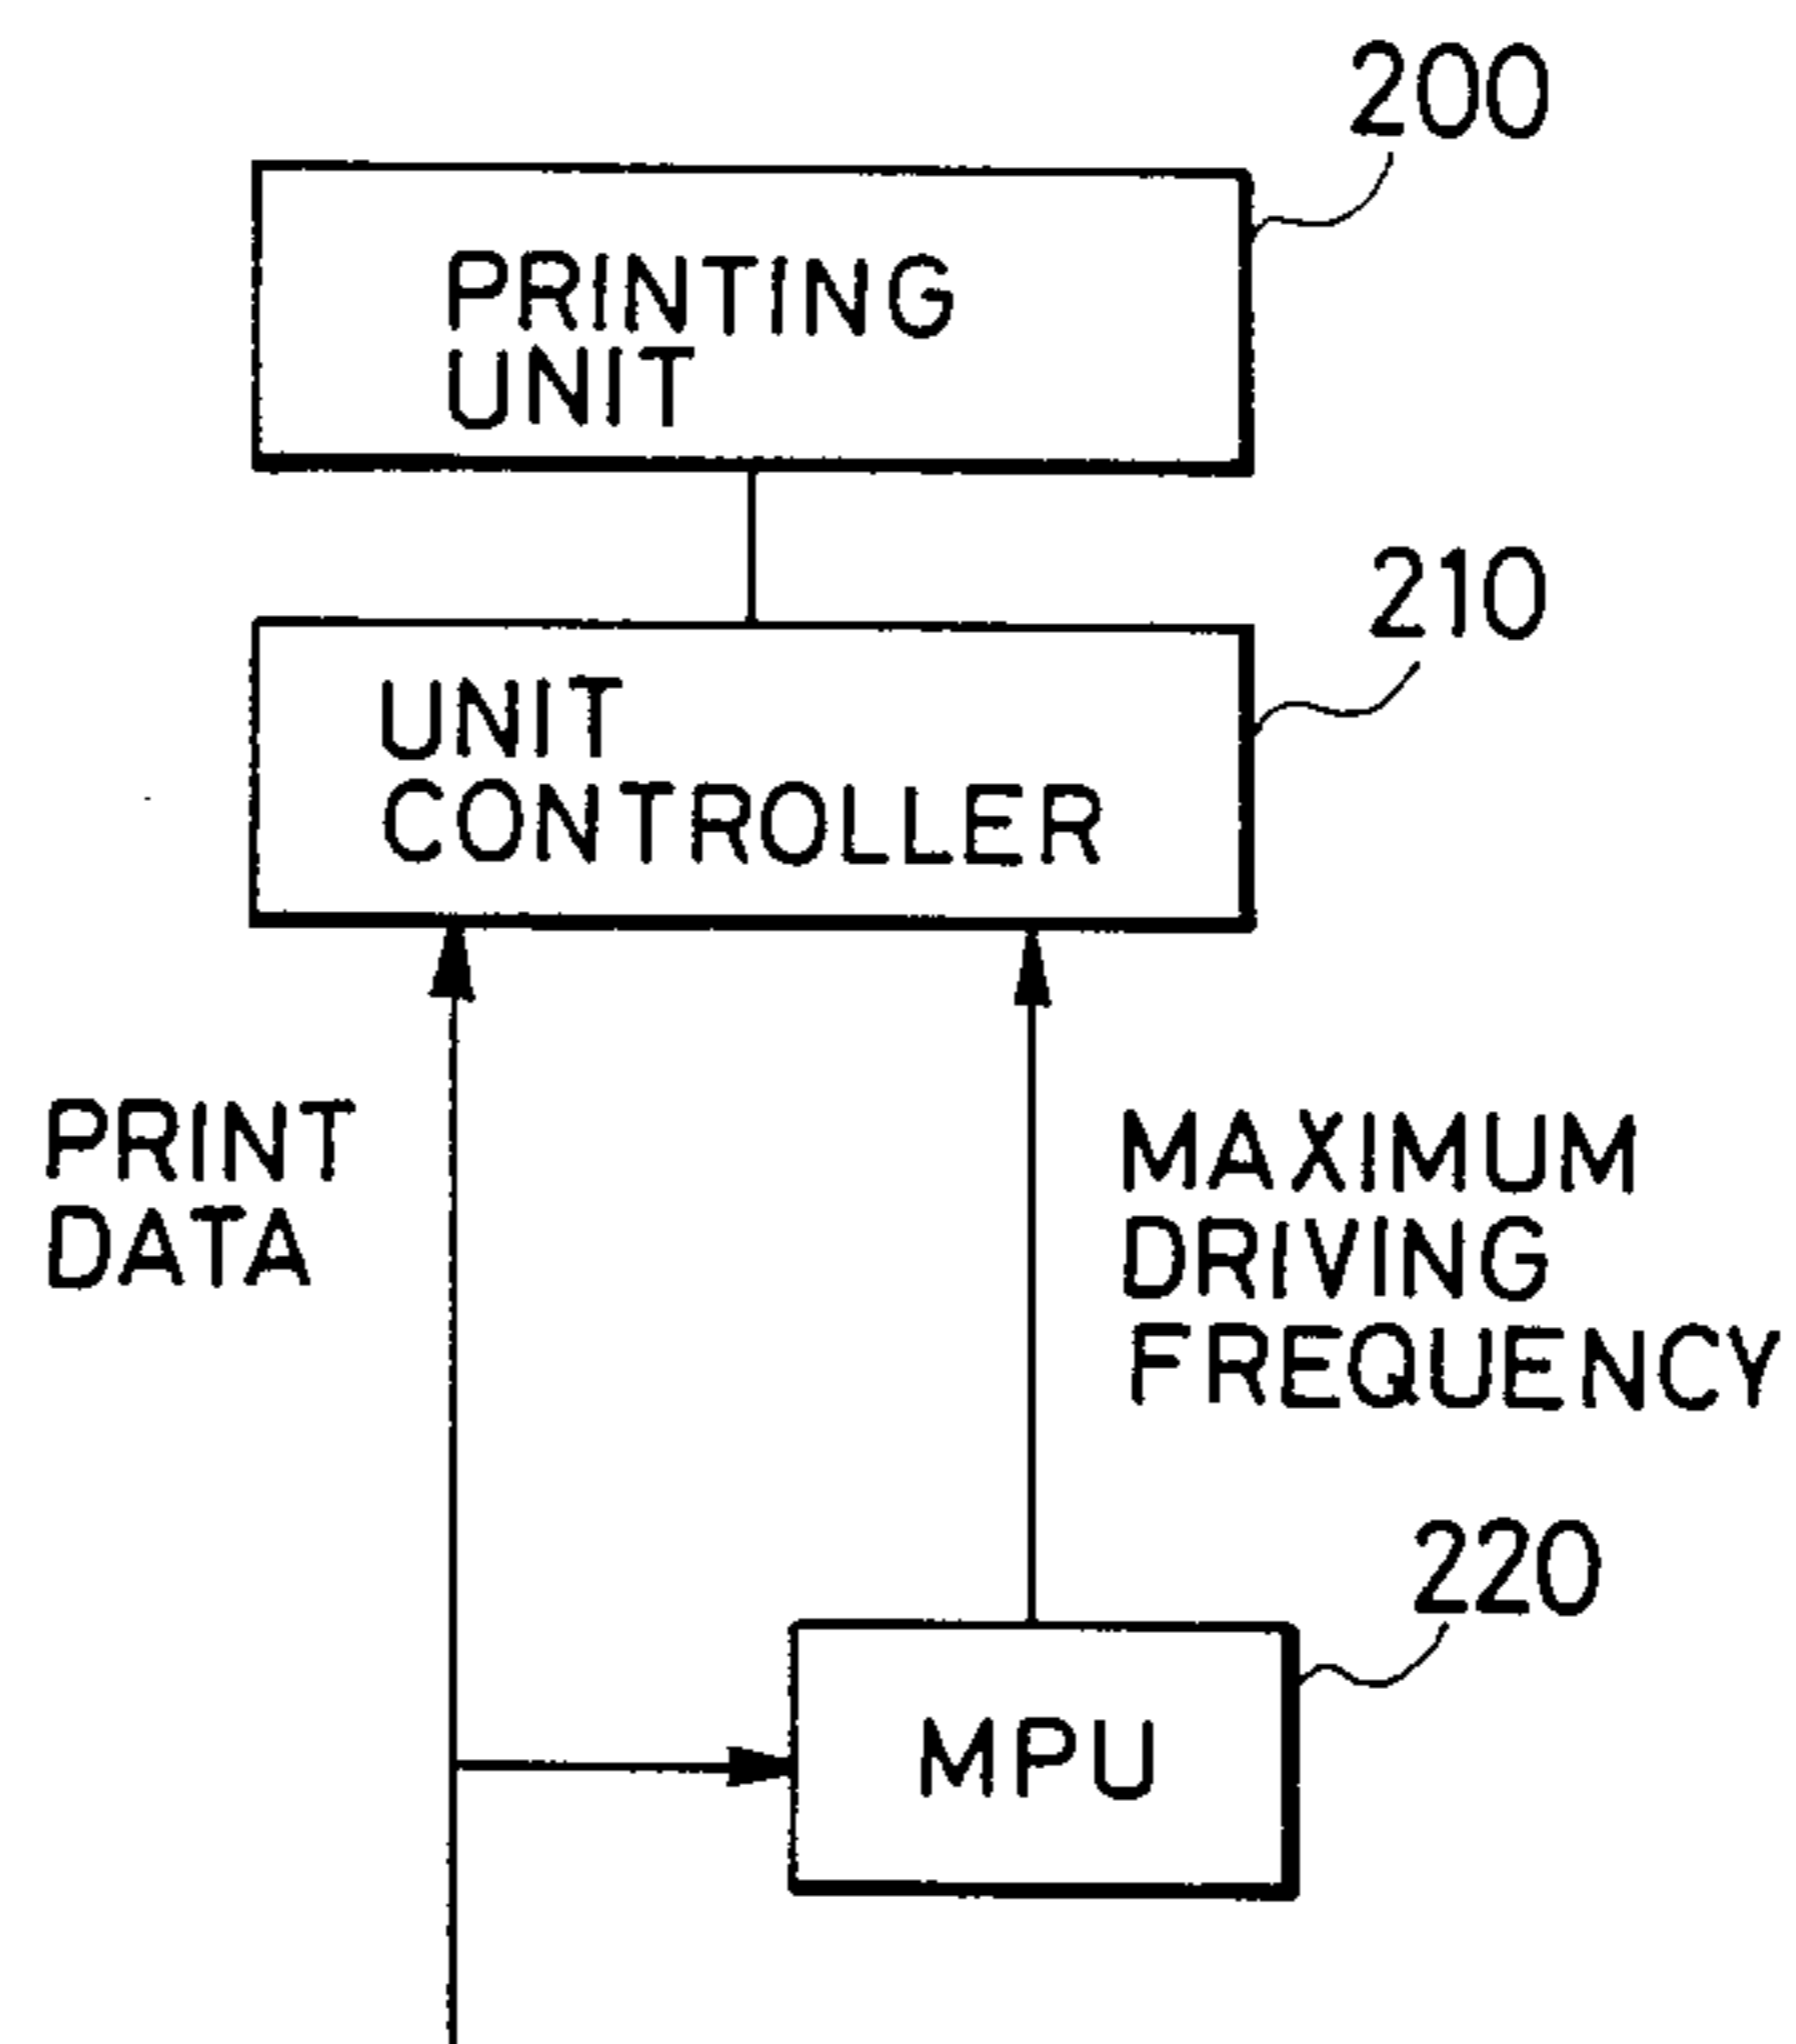 200
PRINTING
UNIT
210
UNIT
CONTROLLER
PRINT
DATA
MAXIMUM
DRIVING
FREQUENCY
220
MPU